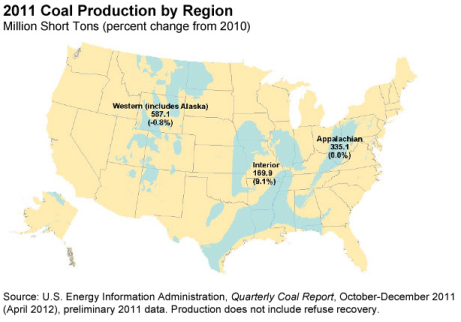 2011 Coal Production by Region
Million Short Tons (percent change from 2010)
Western (includes Alaska)
587.1
(-0.8%)
Appalachian
335.1
(0.0%)
Interior
169.9
(9.1%)
Source: U.S. Energy Information Administration, Quarterly Coal Report, October-December 2011
(April 2012), preliminary 2011 data. Production does not include refuse recovery.